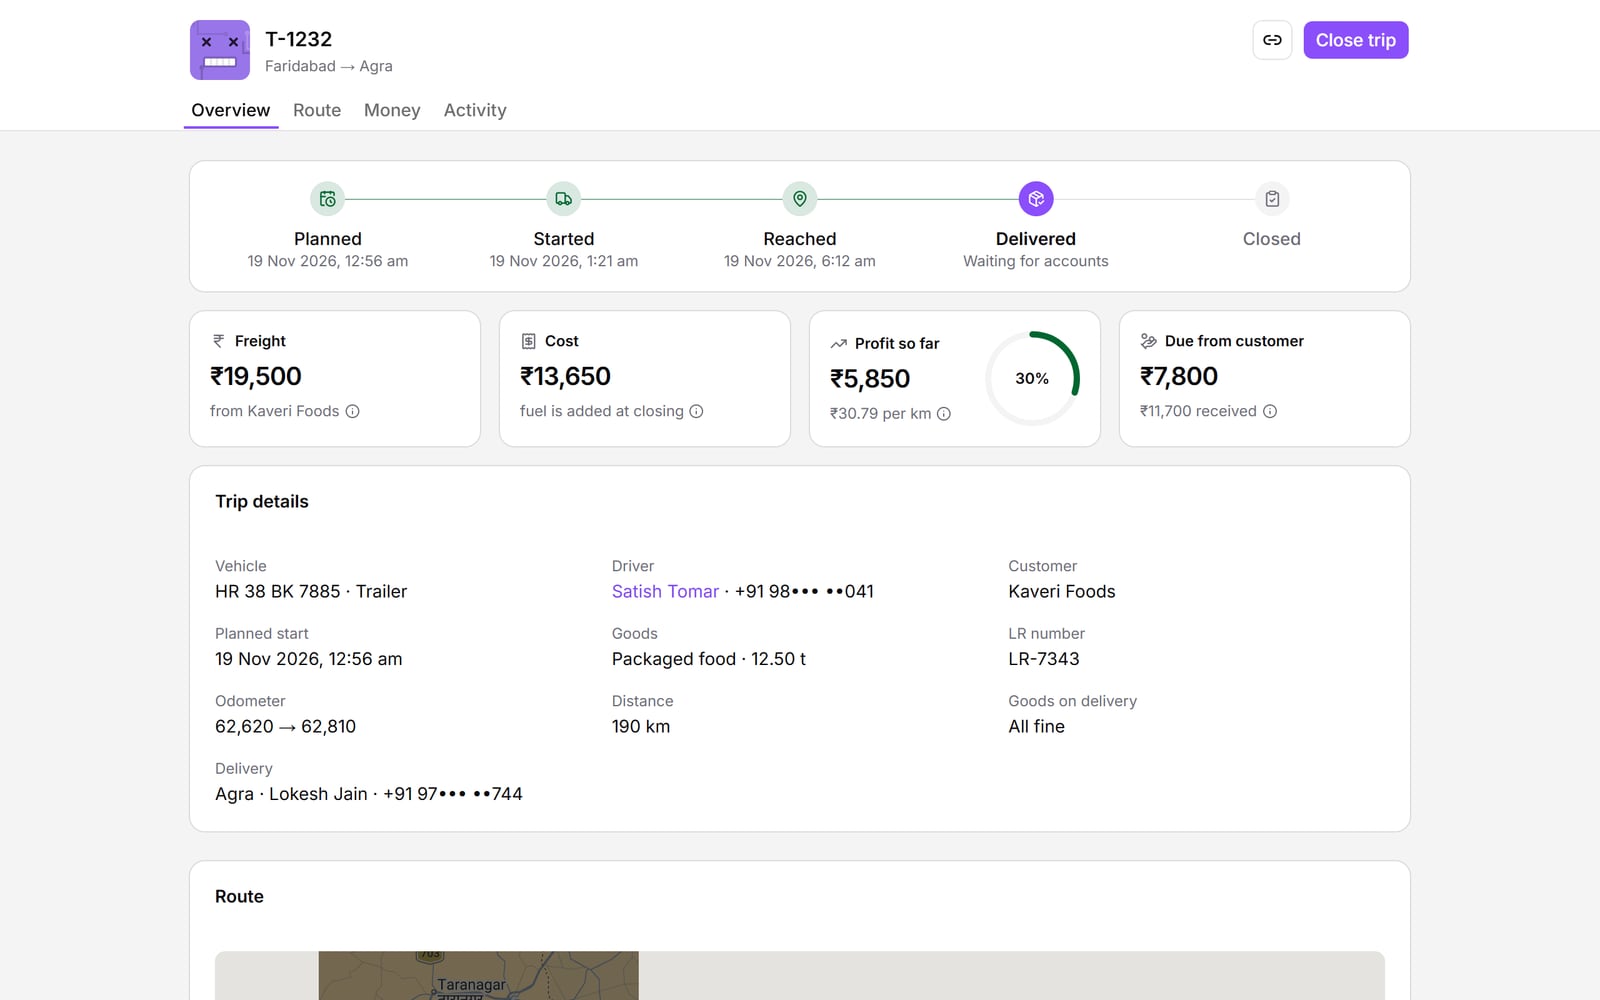 T-1232
Faridabad → Agra
Close trip
Overview
Route
Money
Activity
Planned
19 Nov 2026, 12:56 am
Started
19 Nov 2026, 1:21 am
Reached
19 Nov 2026, 6:12 am
Delivered
Waiting for accounts
Closed
Freight
₹19,500
from Kaveri Foods
Cost
₹13,650
fuel is added at closing
Profit so far
₹5,850
₹30.79 per km
30%
Due from customer
₹7,800
₹11,700 received
Trip details
Vehicle
HR 38 BK 7885 · Trailer
Driver
Satish Tomar · +91 98••• ••041
Customer
Kaveri Foods
Planned start
19 Nov 2026, 12:56 am
Goods
Packaged food · 12.50 t
LR number
LR-7343
Odometer
62,620 → 62,810
Distance
190 km
Goods on delivery
All fine
Delivery
Agra · Lokesh Jain · +91 97••• ••744
Route
703
Taranagar